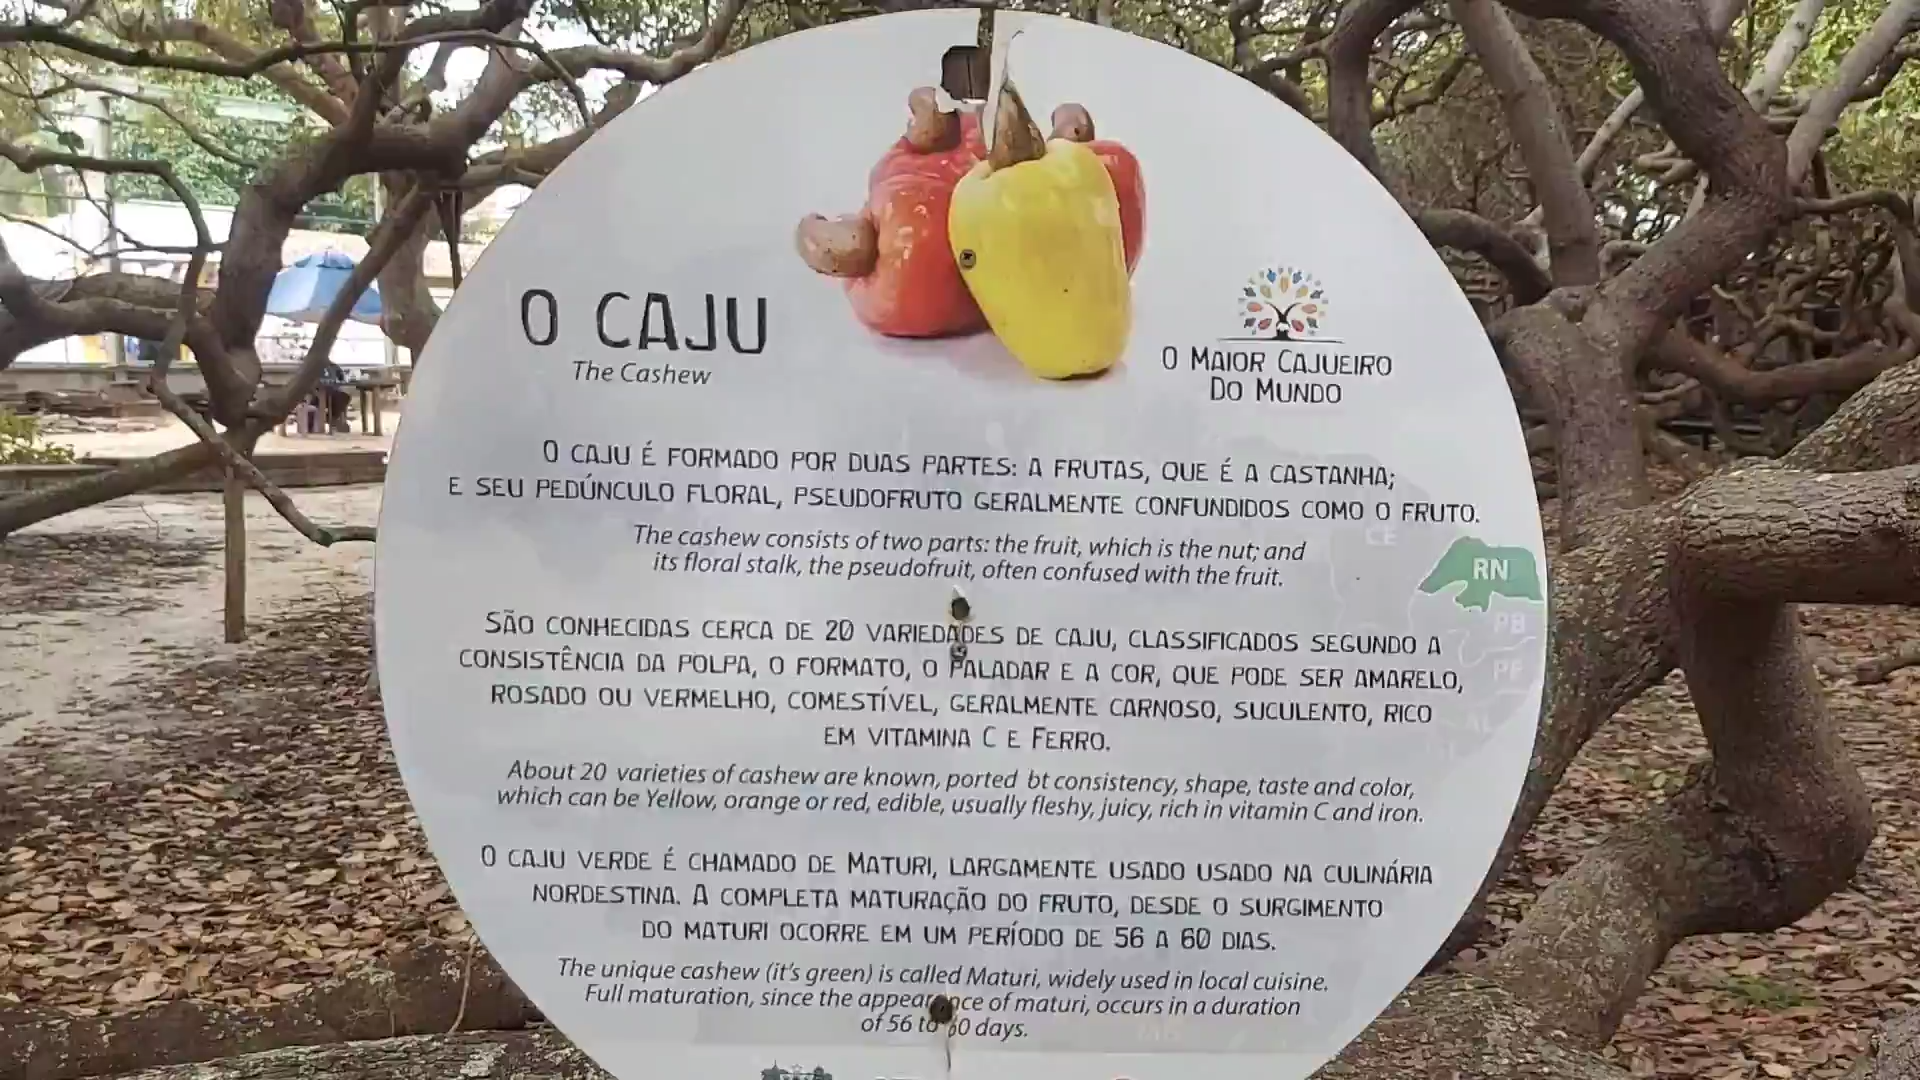 O CAJU
The Cashew
O MAIOR CAJUEIRO
DO MUNDO
O CAJU É FORMADO POR DUAS PARTES: A FRUTAS, QUE É A CASTANHA;
E SEU PEDÚNCULO FLORAL, PSEUDOFRUTO GERALMENTE CONFUNDIDOS COMO O FRUTO.
The cashew consists of two parts: the fruit, which is the nut; and
its floral stalk, the pseudofruit, often confused with the fruit.
CE
RN
PB
PE
AL
SÃO CONHECIDAS CERCA DE 20 VARIEDADES DE CAJU, CLASSIFICADOS SEGUNDO A
CONSISTÊNCIA DA POLPA, O FORMATO, O PALADAR E A COR, QUE PODE SER AMARELO,
ROSADO OU VERMELHO, COMESTÍVEL, GERALMENTE CARNOSO, SUCULENTO, RICO
EM VITAMINA C E FERRO.
About 20 varieties of cashew are known, ported bt consistency, shape, taste and color,
which can be Yellow, orange or red, edible, usually fleshy, juicy, rich in vitamin C and iron.
O CAJU VERDE É CHAMADO DE MATURI, LARGAMENTE USADO USADO NA CULINÁRIA
NORDESTINA. A COMPLETA MATURAÇÃO DO FRUTO, DESDE O SURGIMENTO
DO MATURI OCORRE EM UM PERÍODO DE 56 A 60 DIAS.
The unique cashew (it's green) is called Maturi, widely used in local cuisine.
Full maturation, since the appearance of maturi, occurs in a duration
of 56 to 60 days.